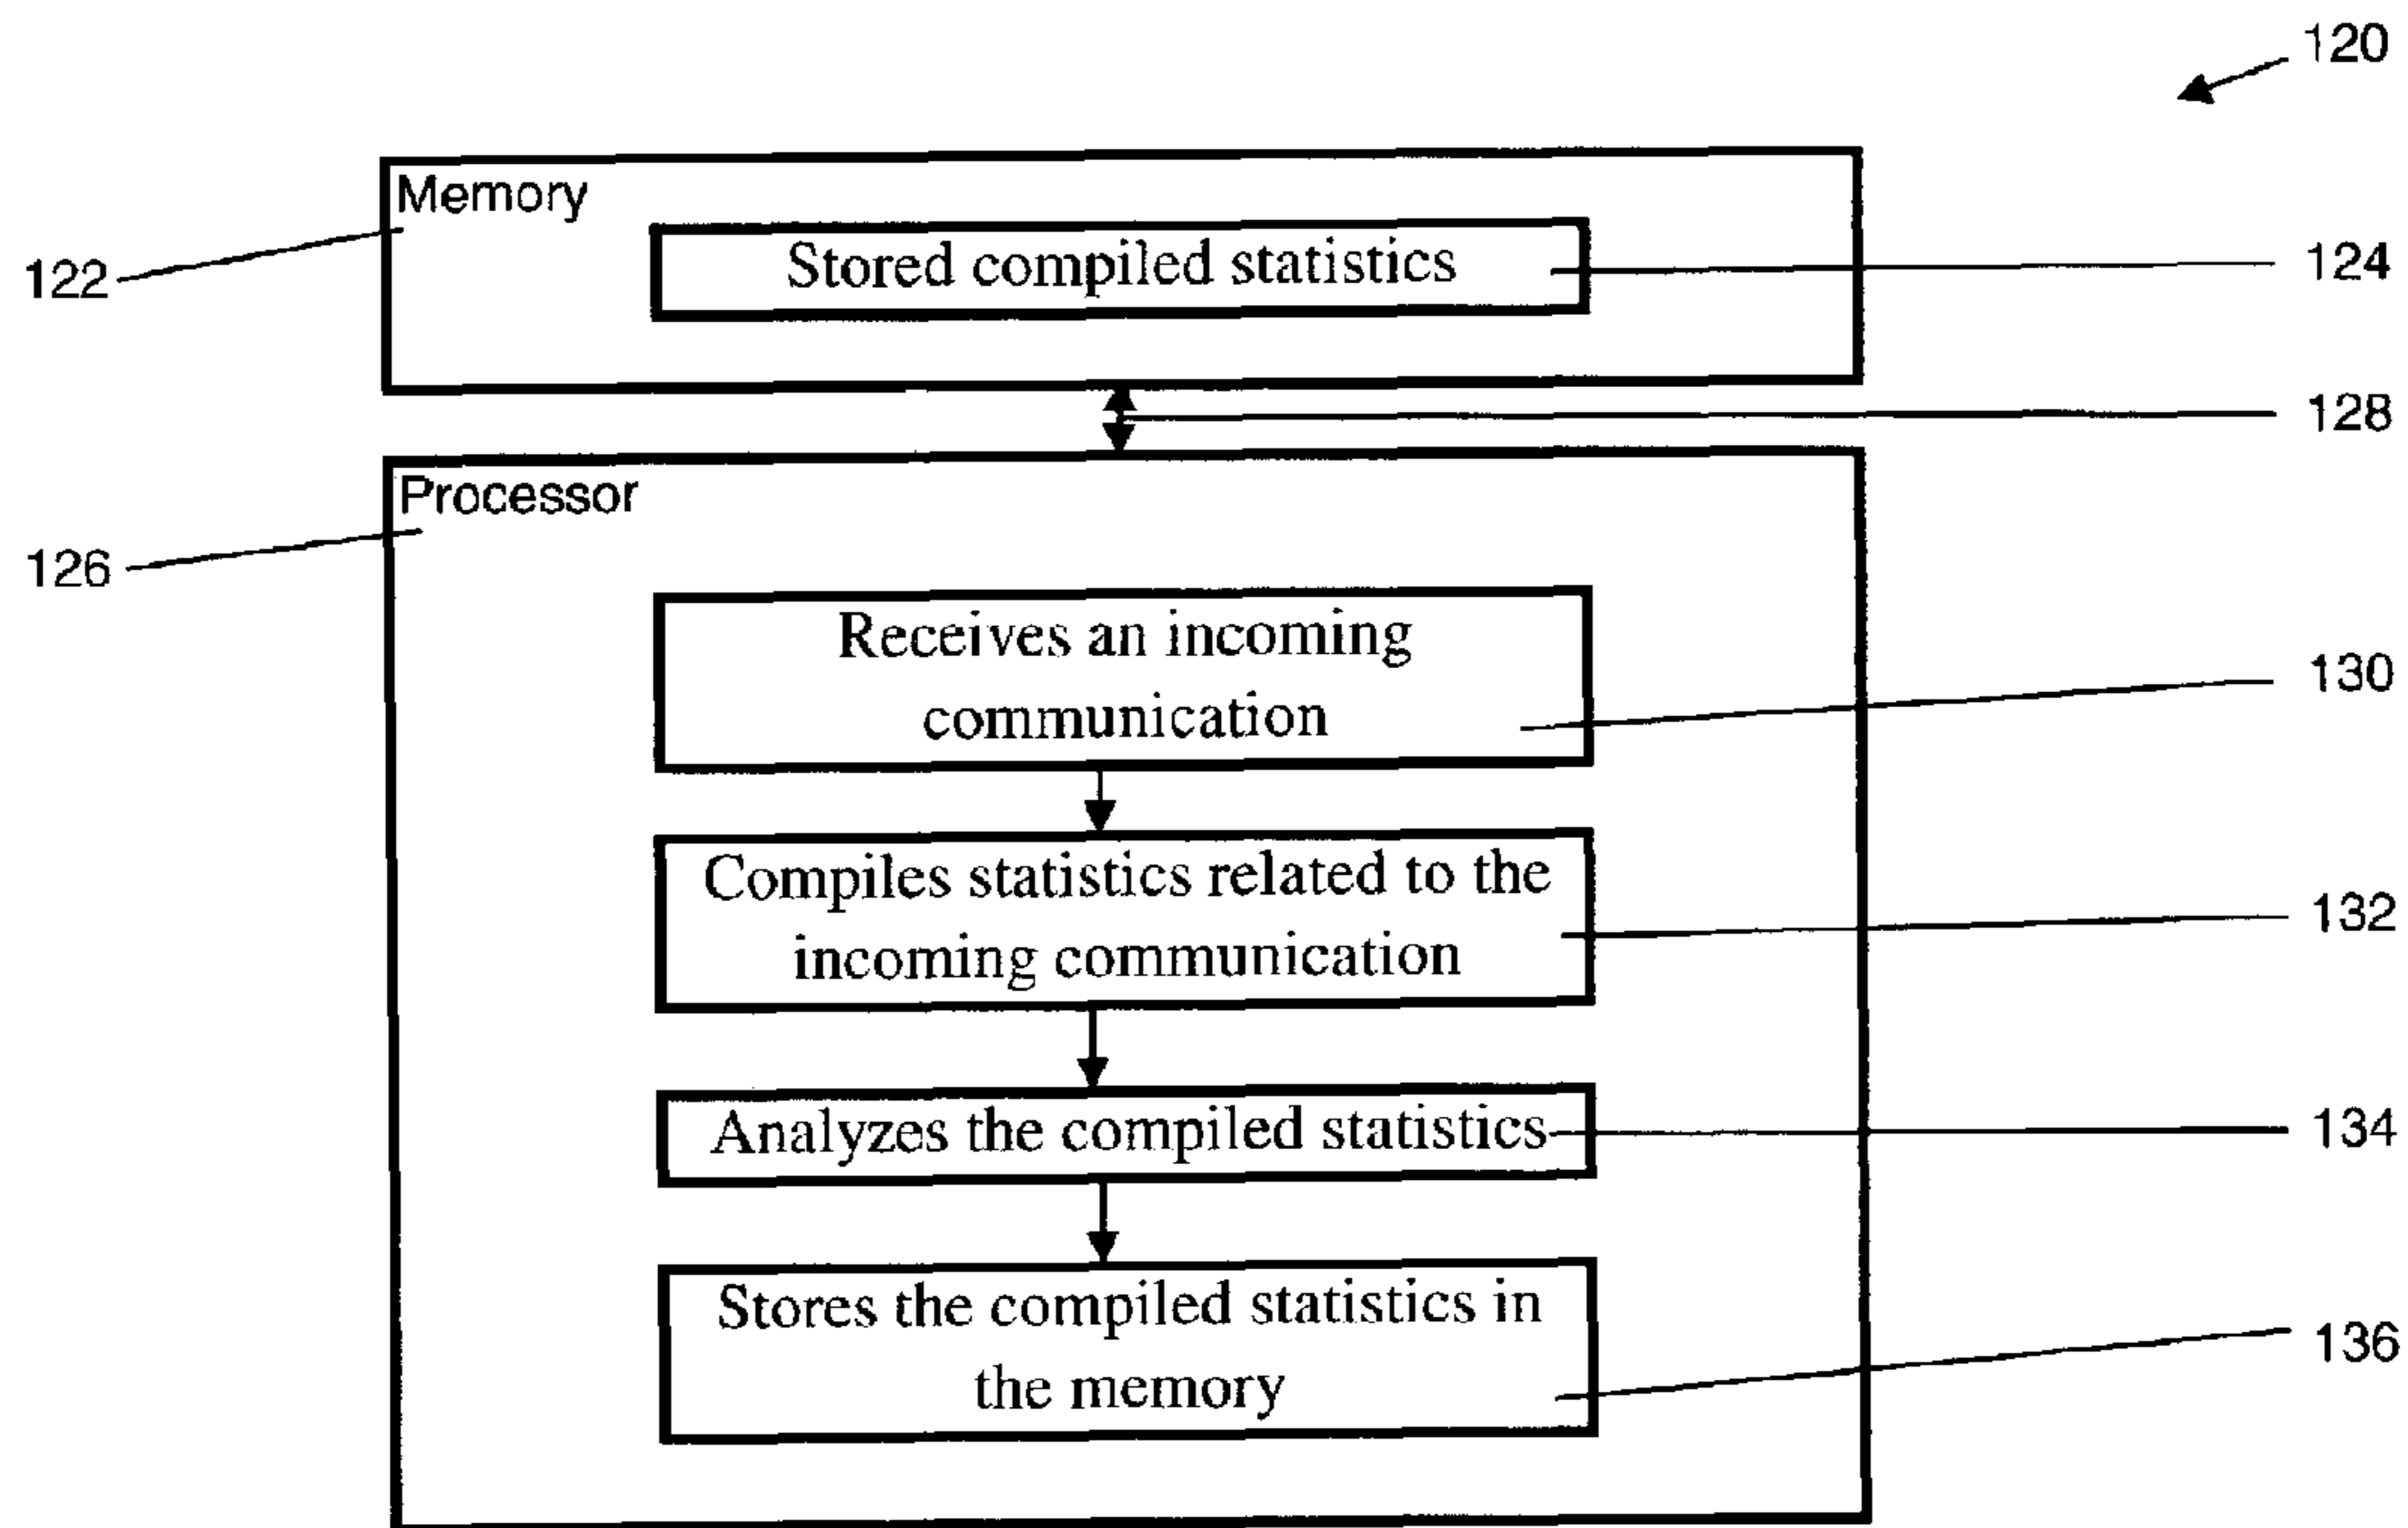 120
Memory
122
Stored compiled statistics
124
128
Processor
126
Receives an incoming
communication
130
Compiles statistics related to the
incoming communication
132
Analyzes the compiled statistics
134
Stores the compiled statistics in
the memory
136